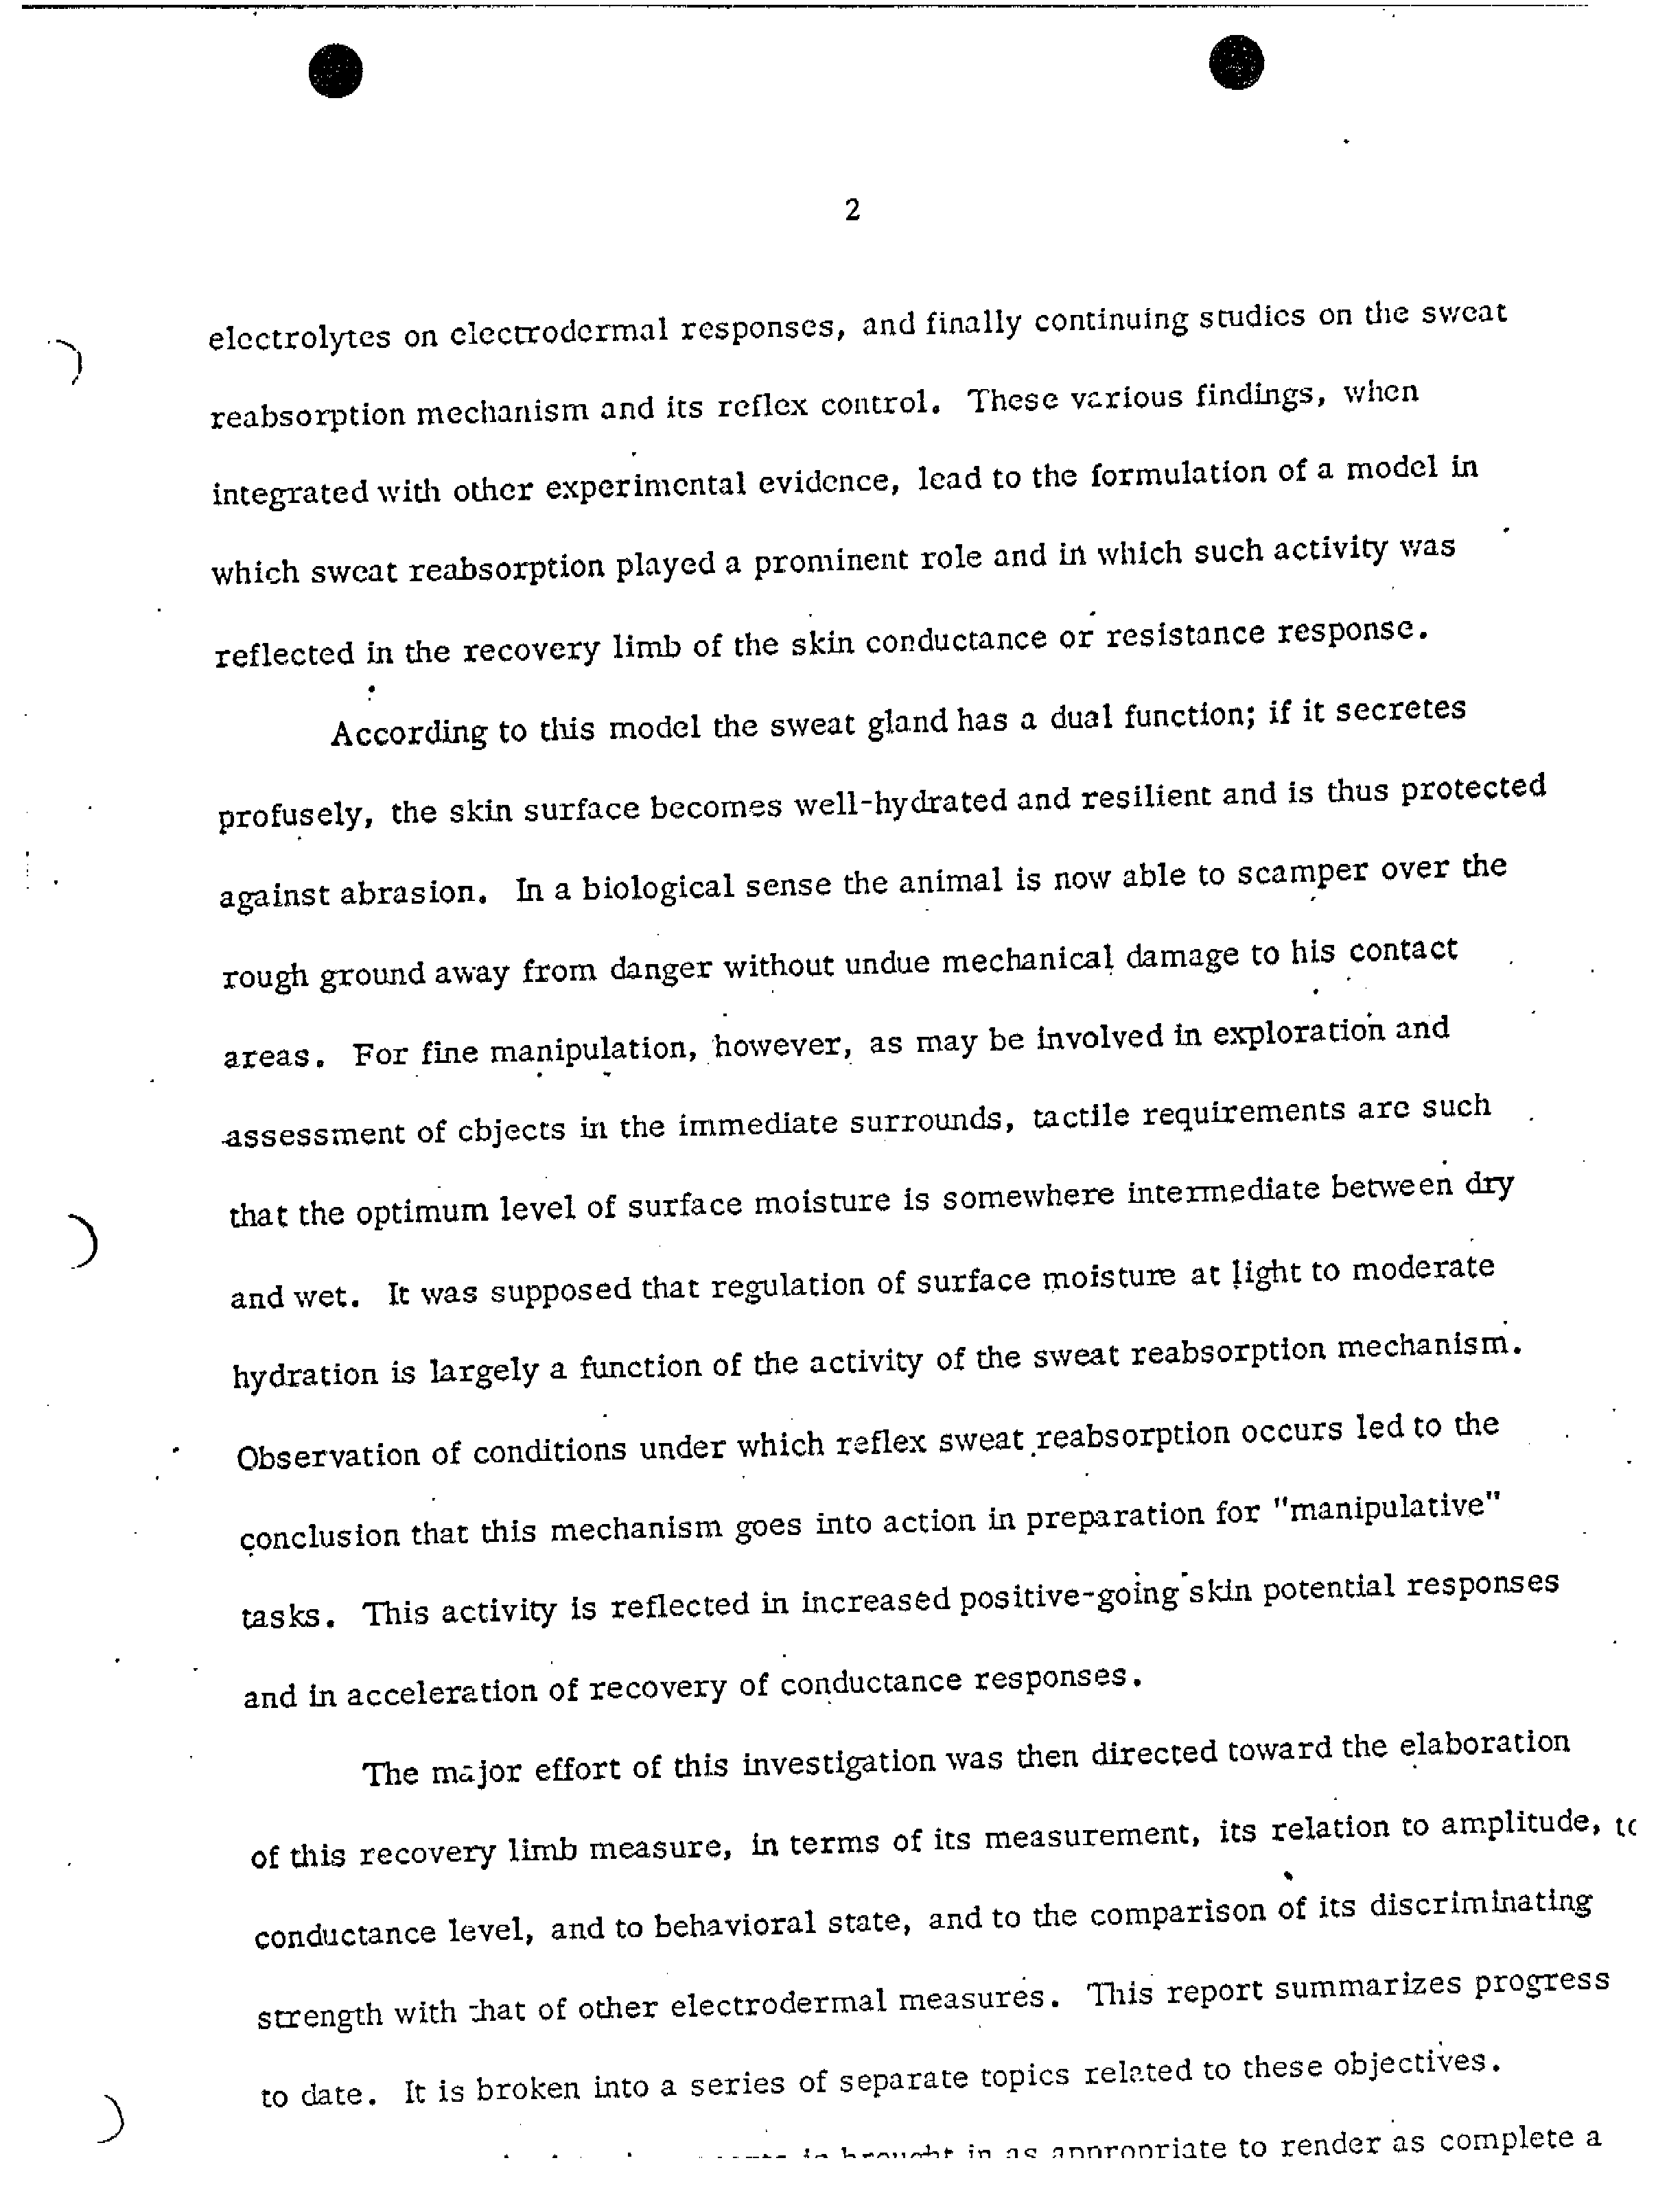 2
electrolytes on electrodermal responses, and finally continuing studies on the sweat
reabsorption mechanism and its reflex control. These various findings, when
integrated with other experimental evidence, lead to the formulation of a model in
which sweat reabsorption played a prominent role and in which such activity was
reflected in the recovery limb of the skin conductance or resistance response.
According to this model the sweat gland has a dual function; if it secretes
profusely, the skin surface becomes well-hydrated and resilient and is thus protected
against abrasion. In a biological sense the animal is now able to scamper over the
rough ground away from danger without undue mechanical damage to his contact
areas. For fine manipulation, however, as may be involved in exploration and
assessment of objects in the immediate surrounds, tactile requirements are such
that the optimum level of surface moisture is somewhere intermediate between dry
and wet. It was supposed that regulation of surface moisture at light to moderate
hydration is largely a function of the activity of the sweat reabsorption mechanism.
Observation of conditions under which reflex sweat reabsorption occurs led to the
conclusion that this mechanism goes into action in preparation for "manipulative"
tasks. This activity is reflected in increased positive-going skin potential responses
and in acceleration of recovery of conductance responses.
The major effort of this investigation was then directed toward the elaboration
of this recovery limb measure, in terms of its measurement, its relation to amplitude, to
conductance level, and to behavioral state, and to the comparison of its discriminating
strength with that of other electrodermal measures. This report summarizes progress
to date. It is broken into a series of separate topics related to these objectives.
brought in as appropriate to render as complete a